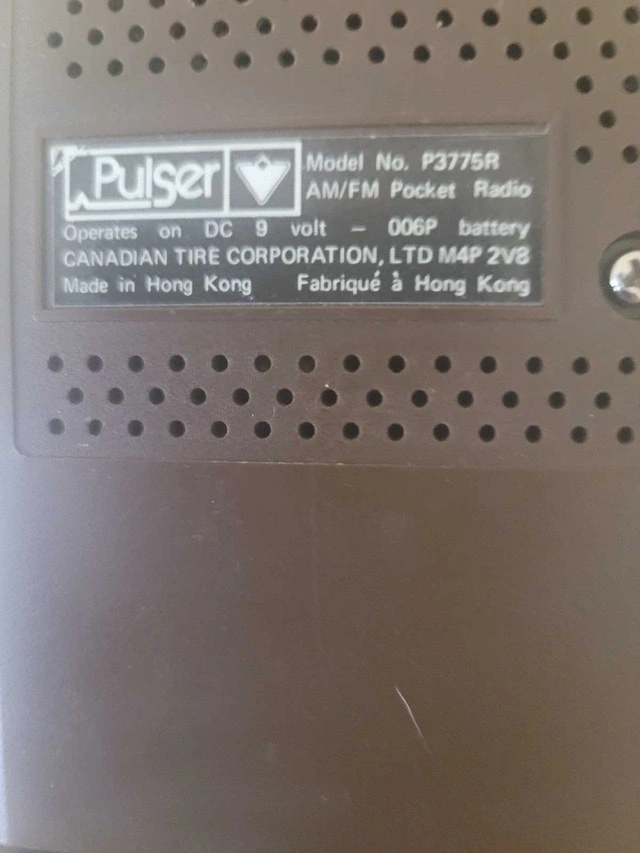 Pulser
Model No. P3775R
AM/FM Pocket Radio
Operates on DC 9 volt – 006P battery
CANADIAN TIRE CORPORATION, LTD M4P 2V8
Made in Hong Kong Fabriqué à Hong Kong